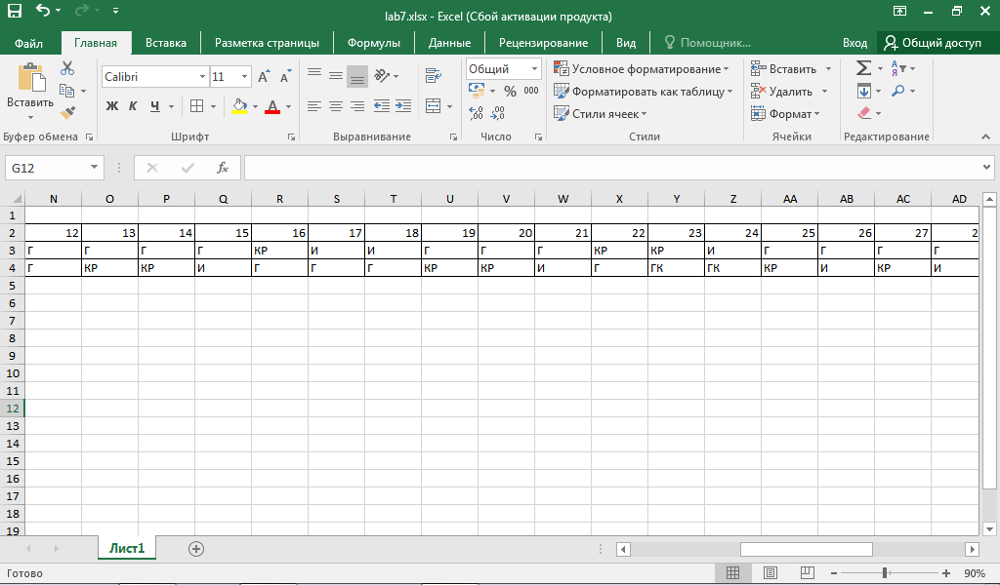 lab7.xlsx - Excel (Сбой активации продукта)
Файл Главная Вставка Разметка страницы Формулы Данные Рецензирование Вид Помощник... Вход Общий доступ
Вставить
Calibri 11
Ж К Ч
Общий
% 000
Условное форматирование
Форматировать как таблицу
Стили ячеек
Вставить
Удалить
Формат
Буфер обмена Шрифт Выравнивание Число Стили Ячейки Редактирование
G12 fx
N O P Q R S T U V W X Y Z AA AB AC AD
1
2 12 13 14 15 16 17 18 19 20 21 22 23 24 25 26 27 2
3 Г Г Г Г КР И И Г Г Г КР КР И Г Г Г Г
4 Г КР КР И Г Г Г КР КР И Г ГК ГК КР И КР И
5
6
7
8
9
10
11
12
13
14
15
16
17
18
19
Лист1
Готово 90%